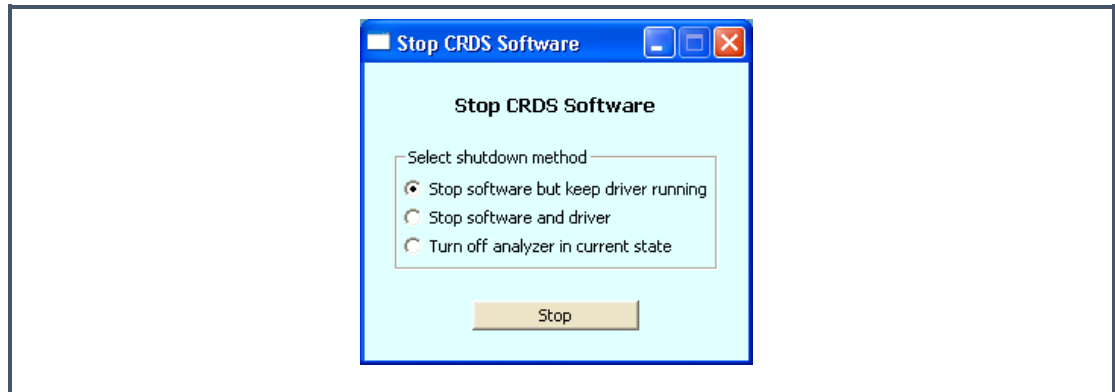 Stop CRDS Software
Stop CRDS Software
Select shutdown method
Stop software but keep driver running
Stop software and driver
Turn off analyzer in current state
Stop